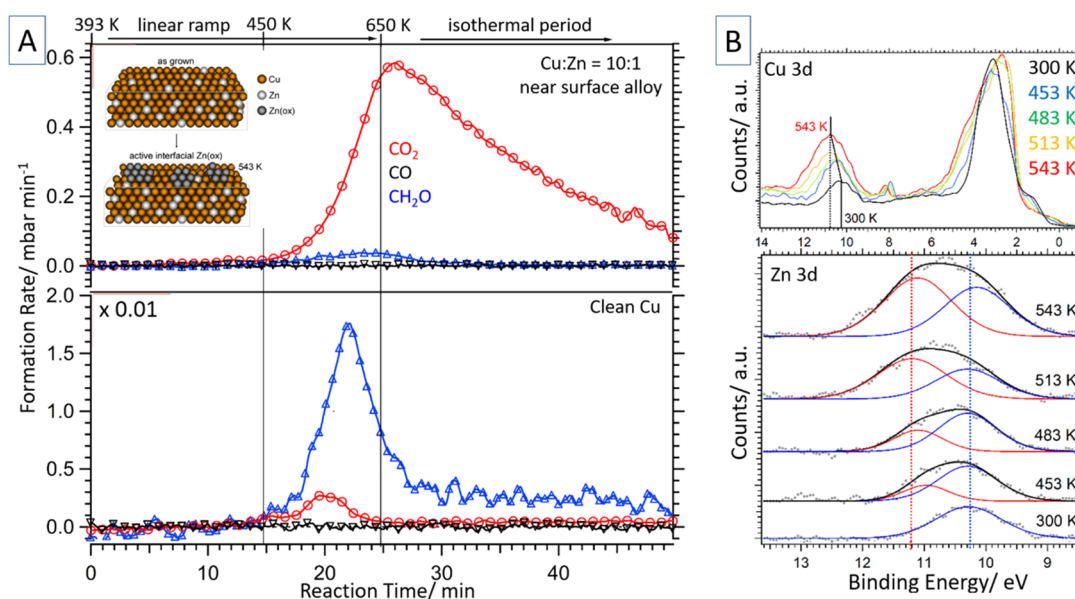 A
393 K linear ramp 450 K 650 K isothermal period
0.6
0.4
0.2
0.0
as grown
Cu
Zn
Zn(ox)
active interfacial Zn(ox)
543 K
Cu:Zn = 10:1
near surface alloy
CO₂
CO
CH₂O
x 0.01
Clean Cu
2.0
1.5
1.0
0.5
0.0
Formation Rate/ mbar min⁻¹
0 10 20 30 40
Reaction Time/ min
B
Cu 3d
300 K
453 K
483 K
513 K
543 K
543 K
300 K
Counts/ a.u.
14 12 10 8 6 4 2 0
Zn 3d
543 K
513 K
483 K
453 K
300 K
Counts/ a.u.
13 12 11 10 9
Binding Energy/ eV